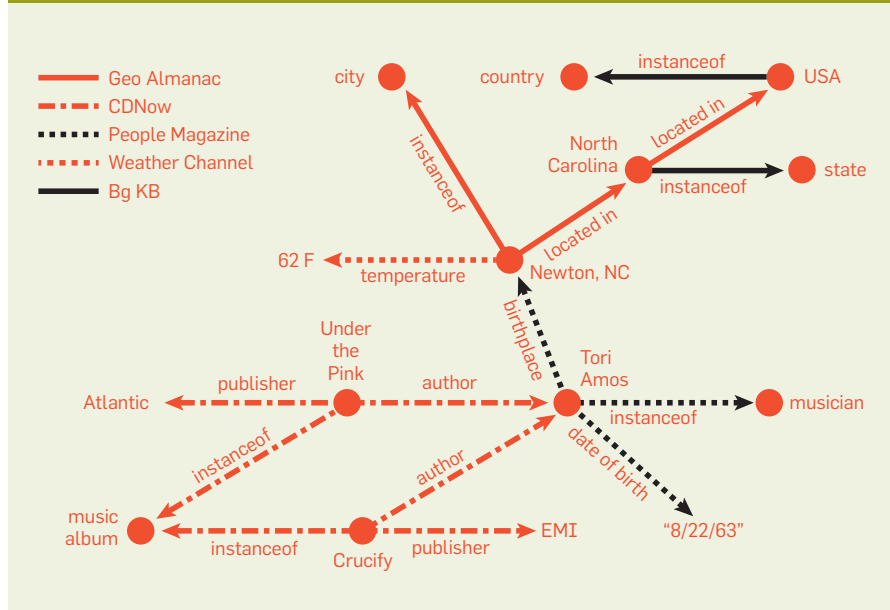 Geo Almanac
CDNow
People Magazine
Weather Channel
Bg KB
city
country
instanceof
USA
instanceof
located in
North
Carolina
instanceof
state
located in
62 F
temperature
Newton, NC
birthplace
Under
the
Pink
Tori
Amos
Atlantic
publisher
author
instanceof
musician
instanceof
author
date of birth
music
album
instanceof
Crucify
publisher
EMI
“8/22/63”